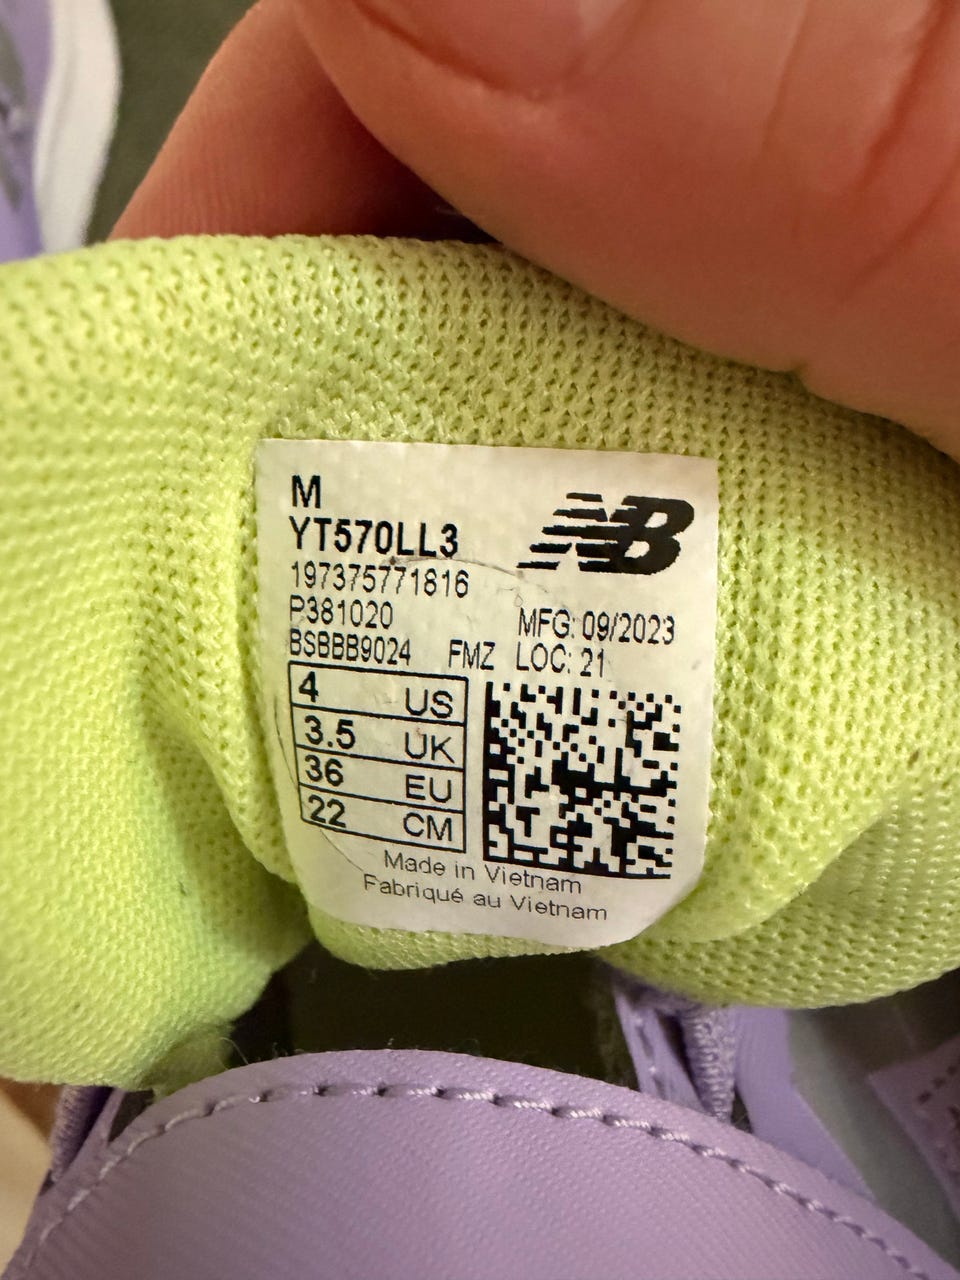 M
YT570LL3
NB
197375771816
P381020
MFG: 09/2023
BSBBB9024 FMZ LOC: 21
4 US
3.5 UK
36 EU
22 CM
Made in Vietnam
Fabriqué au Vietnam